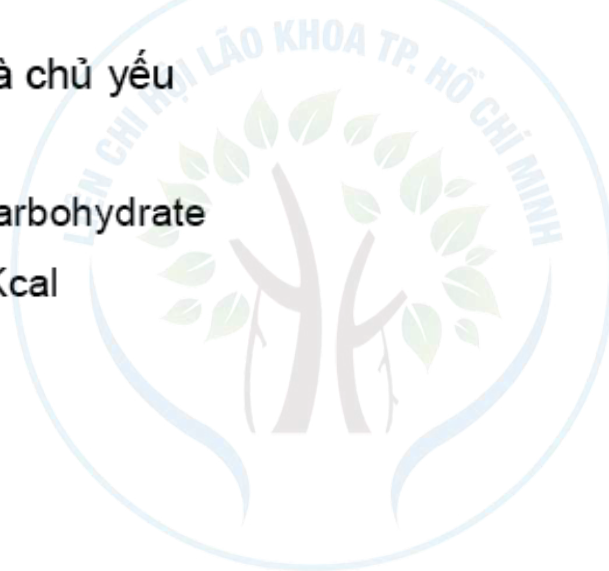 LIÊN CHI HỘI LÃO KHOA TP. HỒ CHÍ MINH
à chủ yếu
arbohydrate
Kcal